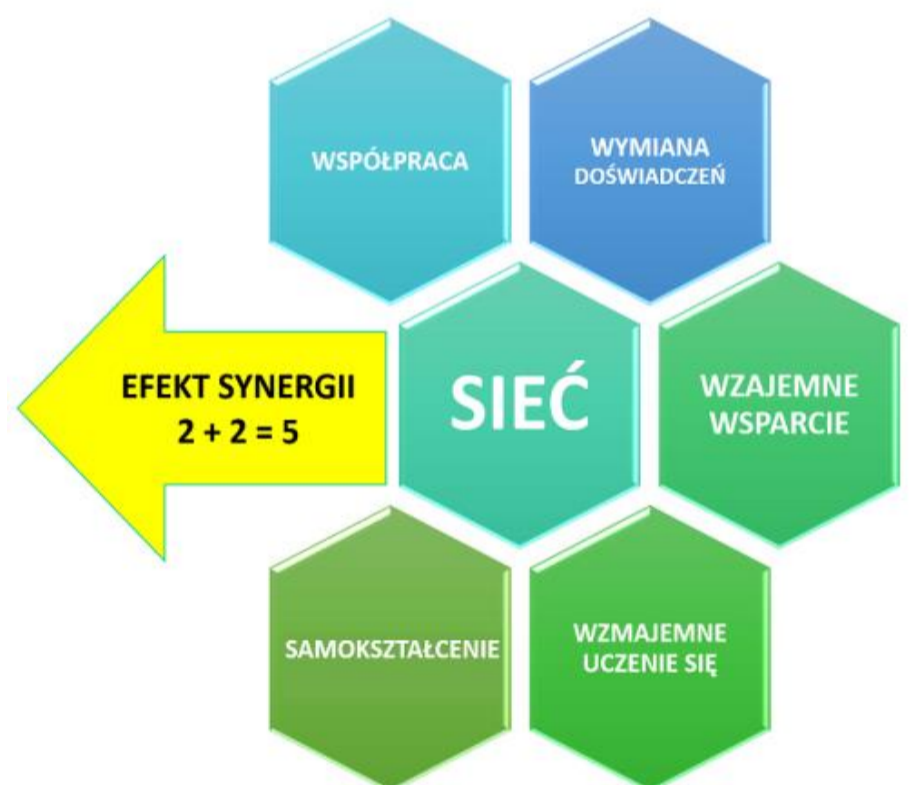 WSPÓŁPRACA
WYMIANA
DOŚWIADCZEŃ
EFEKT SYNERGII
2 + 2 = 5
SIEĆ
WZAJEMNE
WSPARCIE
SAMOKSZTAŁCENIE
WZMAJEMNE
UCZENIE SIĘ